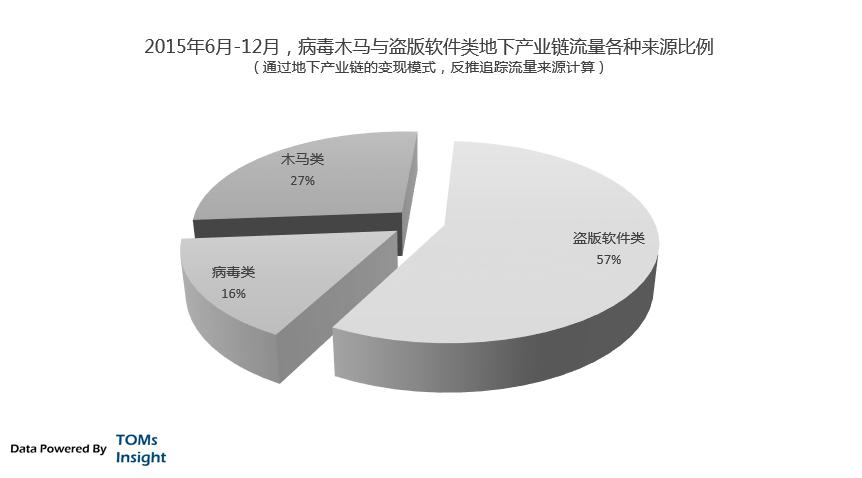 2015年6月-12月，病毒木马与盗版软件类地下产业链流量各种来源比例
（通过地下产业链的变现模式，反推追踪流量来源计算）
木马类
27%
盗版软件类
57%
病毒类
16%
Data Powered By TOMs
Insight